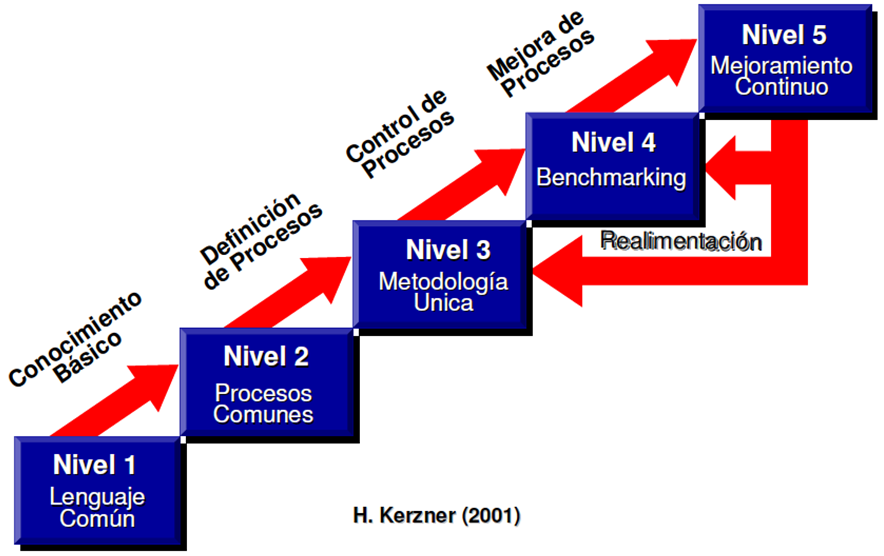 Nivel 5
Mejoramiento
Continuo
Mejora de
Procesos
Nivel 4
Benchmarking
Control de
Procesos
Realimentación
Nivel 3
Metodología
Unica
Definición
de Procesos
Nivel 2
Procesos
Comunes
Conocimiento
Básico
Nivel 1
Lenguaje
Común
H. Kerzner (2001)